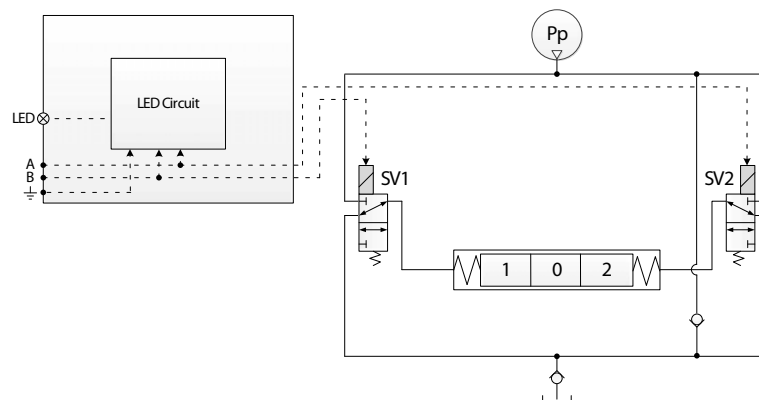 Pp
LED Circuit
LED
A
B
SV1
SV2
1 0 2